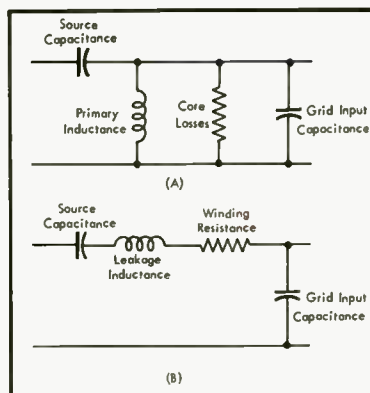 Source
Capacitance
Primary
Inductance
Core
Losses
Grid Input
Capacitance
(A)
Source
Capacitance
Leakage
Inductance
Winding
Resistance
Grid Input
Capacitance
(B)